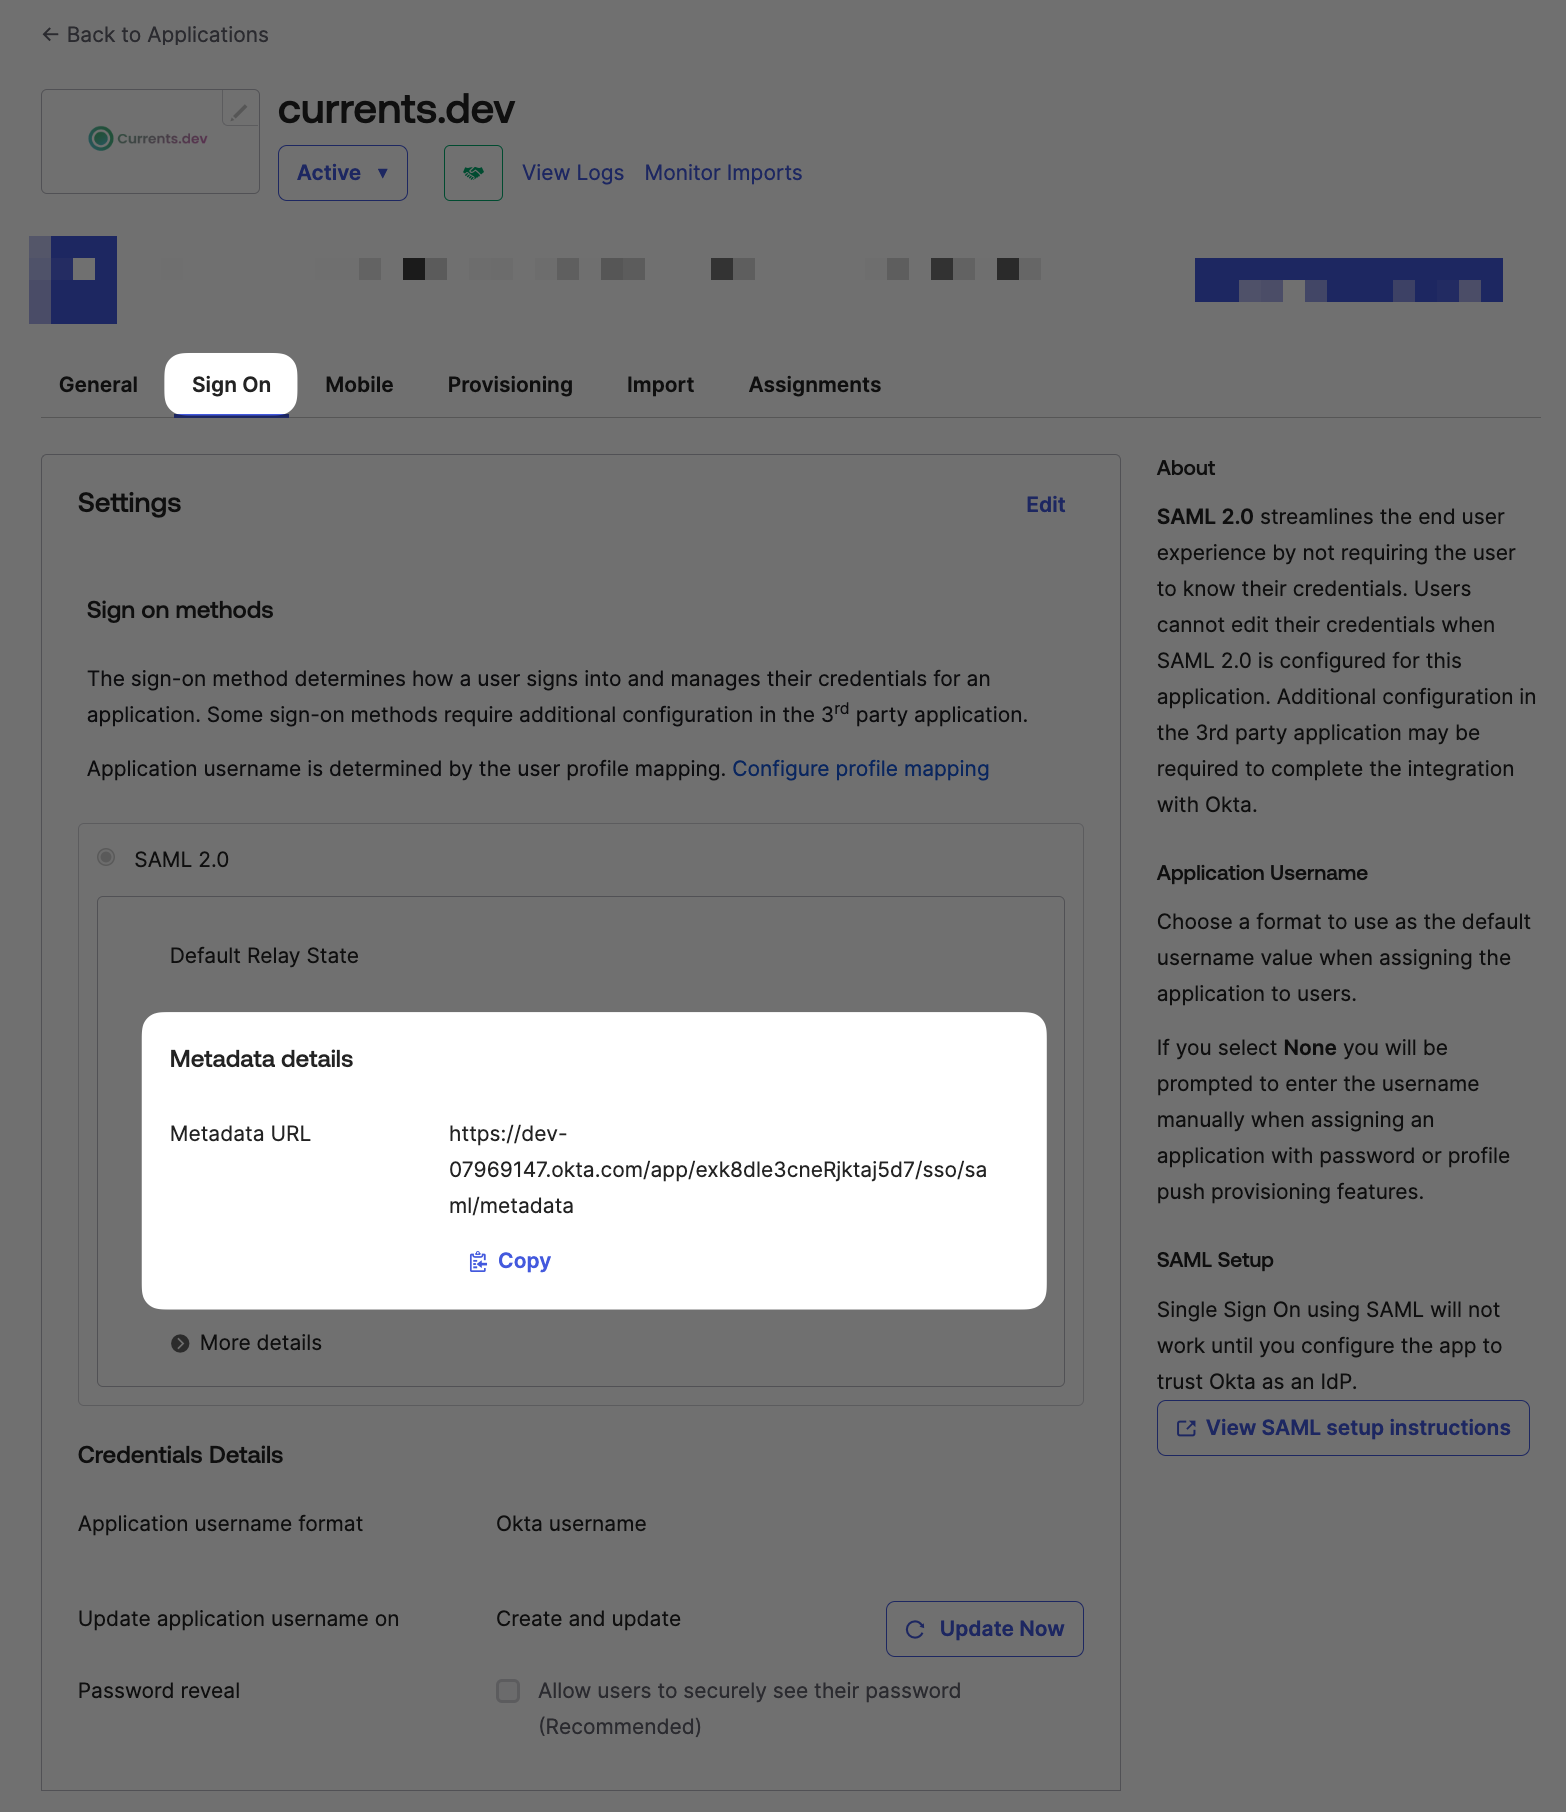 ← Back to Applications
Currents.dev
currents.dev
Active ▼
View Logs
Monitor Imports
General
Sign On
Mobile
Provisioning
Import
Assignments
Settings
Edit
Sign on methods
The sign-on method determines how a user signs into and manages their credentials for an
application. Some sign-on methods require additional configuration in the 3rd party application.
Application username is determined by the user profile mapping. Configure profile mapping
SAML 2.0
Default Relay State
Metadata details
Metadata URL
https://dev-
07969147.okta.com/app/exk8dle3cneRjktaj5d7/sso/sa
ml/metadata
Copy
More details
Credentials Details
Application username format
Okta username
Update application username on
Create and update
Update Now
Password reveal
Allow users to securely see their password
(Recommended)
About
SAML 2.0 streamlines the end user
experience by not requiring the user
to know their credentials. Users
cannot edit their credentials when
SAML 2.0 is configured for this
application. Additional configuration in
the 3rd party application may be
required to complete the integration
with Okta.
Application Username
Choose a format to use as the default
username value when assigning the
application to users.
If you select None you will be
prompted to enter the username
manually when assigning an
application with password or profile
push provisioning features.
SAML Setup
Single Sign On using SAML will not
work until you configure the app to
trust Okta as an IdP.
View SAML setup instructions